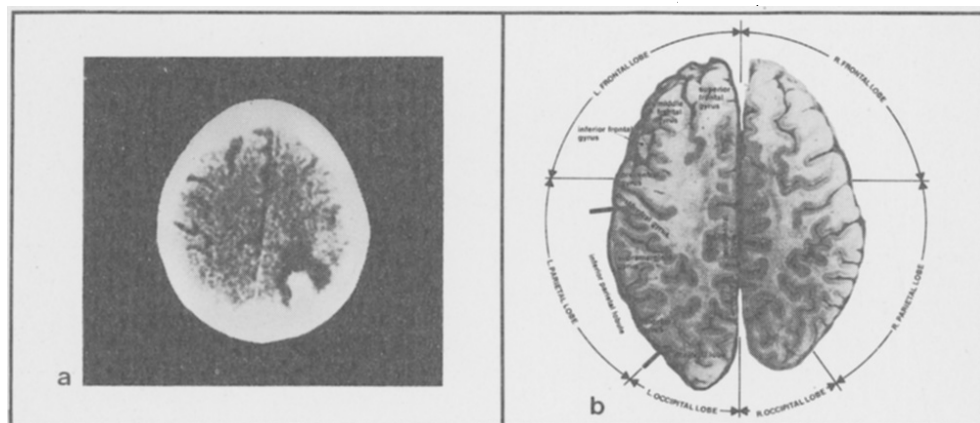 a
L. FRONTAL LOBE
R. FRONTAL LOBE
superior
frontal
gyrus
middle
frontal
gyrus
inferior frontal
gyrus
gyrus
L. PARIETAL LOBE
inferior parietal lobule
R. PARIETAL LOBE
L. OCCIPITAL LOBE
R. OCCIPITAL LOBE
b